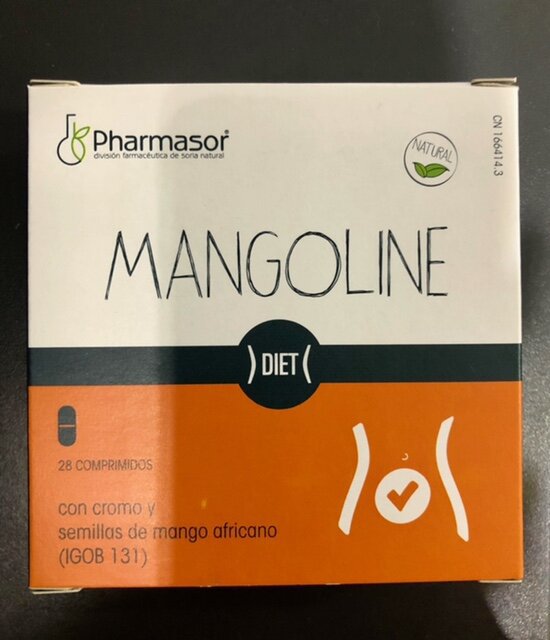 Pharmasor®
división farmacéutica de soria natural
NATURAL
CN 166414.3
MANGOLINE
DIET
28 COMPRIMIDOS
con cromo y
semillas de mango africano
(IGOB 131)